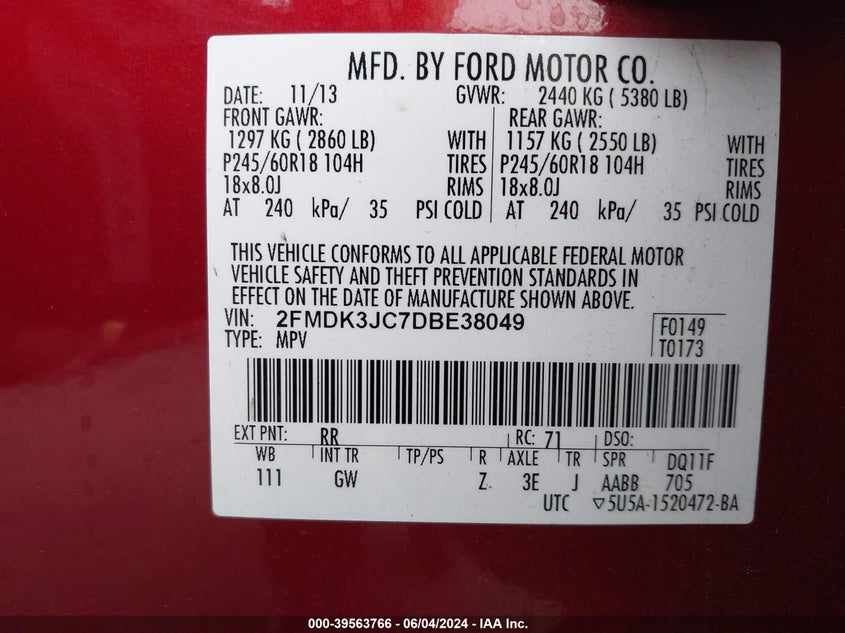 MFD. BY FORD MOTOR CO.
DATE: 11/13 GVWR: 2440 KG ( 5380 LB)
FRONT GAWR: REAR GAWR:
1297 KG ( 2860 LB) WITH 1157 KG ( 2550 LB) WITH
P245/60R18 104H TIRES P245/60R18 104H TIRES
18x8.0J RIMS 18x8.0J RIMS
AT 240 kPa/ 35 PSI COLD AT 240 kPa/ 35 PSI COLD
THIS VEHICLE CONFORMS TO ALL APPLICABLE FEDERAL MOTOR
VEHICLE SAFETY AND THEFT PREVENTION STANDARDS IN
EFFECT ON THE DATE OF MANUFACTURE SHOWN ABOVE.
VIN: 2FMDK3JC7DBE38049 F0149
TYPE: MPV T0173
EXT PNT: RR RC: 71 DSO:
WB INT TR TP/PS R AXLE TR SPR DQ11F
111 GW Z 3E J AABB 705
UTC ▽5U5A-1520472-BA
000-39563766 - 06/04/2024 - IAA Inc.